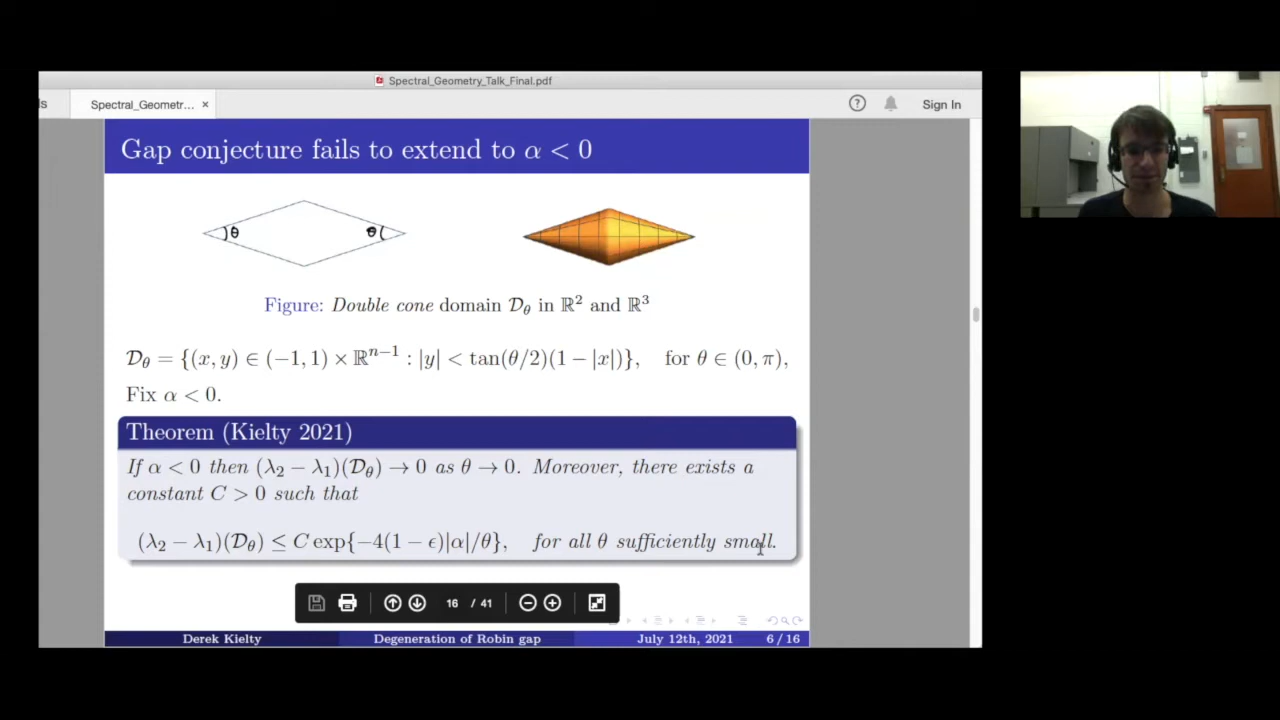 Spectral_Geometry_Talk_Final.pdf
ls Spectral_Geometr... × Sign In
Gap conjecture fails to extend to α < 0
θ θ
Figure: Double cone domain 𝒟_θ in ℝ² and ℝ³
𝒟_θ = {(x, y) ∈ (−1, 1) × ℝⁿ⁻¹ : |y| < tan(θ/2)(1 − |x|)}, for θ ∈ (0, π),
Fix α < 0.
Theorem (Kielty 2021)
If α < 0 then (λ₂ − λ₁)(𝒟_θ) → 0 as θ → 0. Moreover, there exists a
constant C > 0 such that
(λ₂ − λ₁)(𝒟_θ) ≤ C exp{−4(1 − ϵ)|α|/θ}, for all θ sufficiently small.
16 / 41
Derek Kielty Degeneration of Robin gap July 12th, 2021 6 / 16